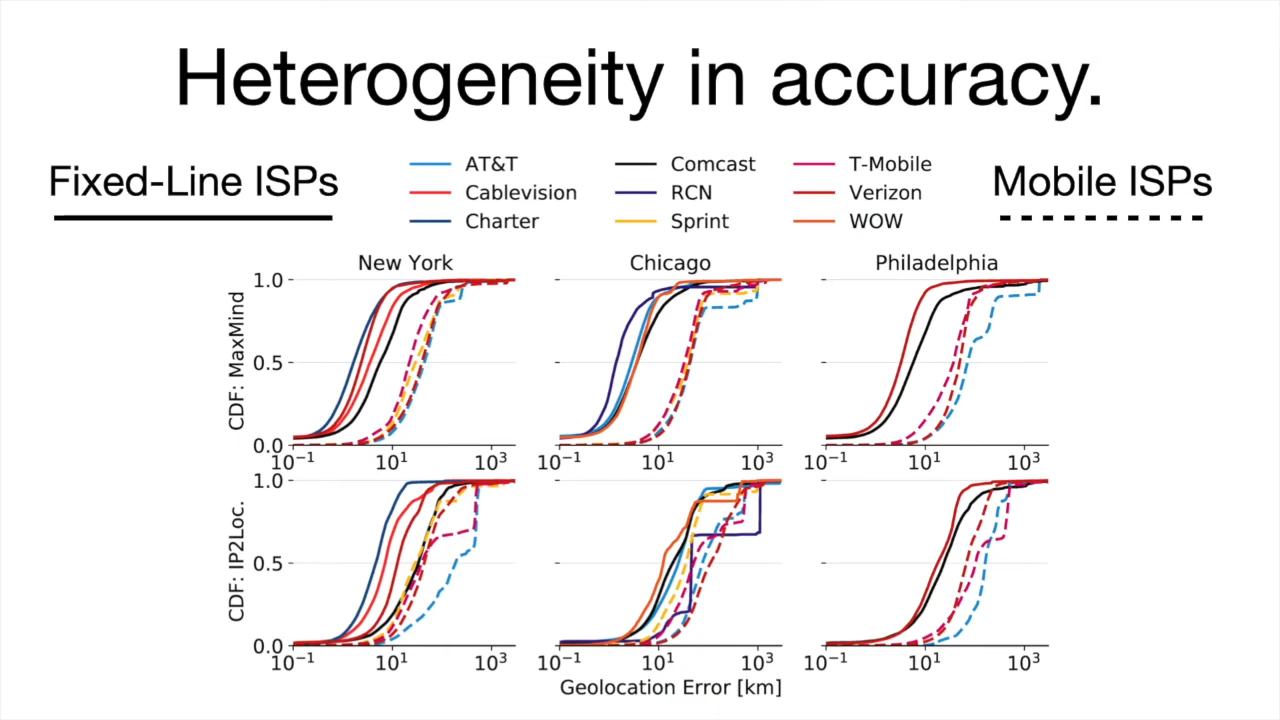 Heterogeneity in accuracy.
Fixed-Line ISPs
AT&T
Comcast
T-Mobile
Mobile ISPs
Cablevision
RCN
Verizon
Charter
Sprint
WOW
New York
Chicago
Philadelphia
CDF: MaxMind
1.0
0.5
0.0
10⁻¹ 10¹ 10³
10⁻¹ 10¹ 10³
10⁻¹ 10¹ 10³
CDF: IP2Loc.
1.0
0.5
0.0
10⁻¹ 10¹ 10³
10⁻¹ 10¹ 10³
10⁻¹ 10¹ 10³
Geolocation Error [km]